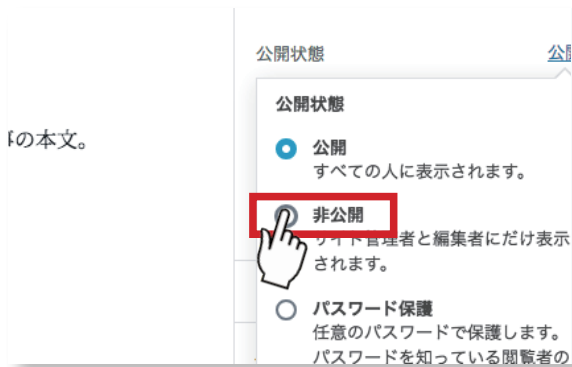 公開状態
公開
の本文。
公開状態
公開
すべての人に表示されます。
非公開
サイト管理者と編集者にだけ表示
されます。
パスワード保護
任意のパスワードで保護します。
パスワードを知っている閲覧者の